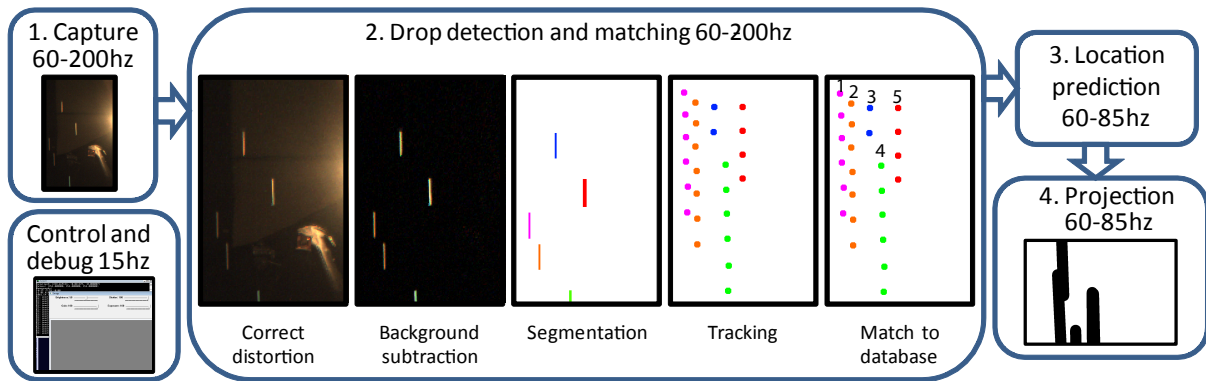 1. Capture
60-200hz
2. Drop detection and matching 60-200hz
3. Location
prediction
60-85hz
4. Projection
60-85hz
Control and
debug 15hz
1
2
3
5
4
Correct
distortion
Background
subtraction
Segmentation
Tracking
Match to
database